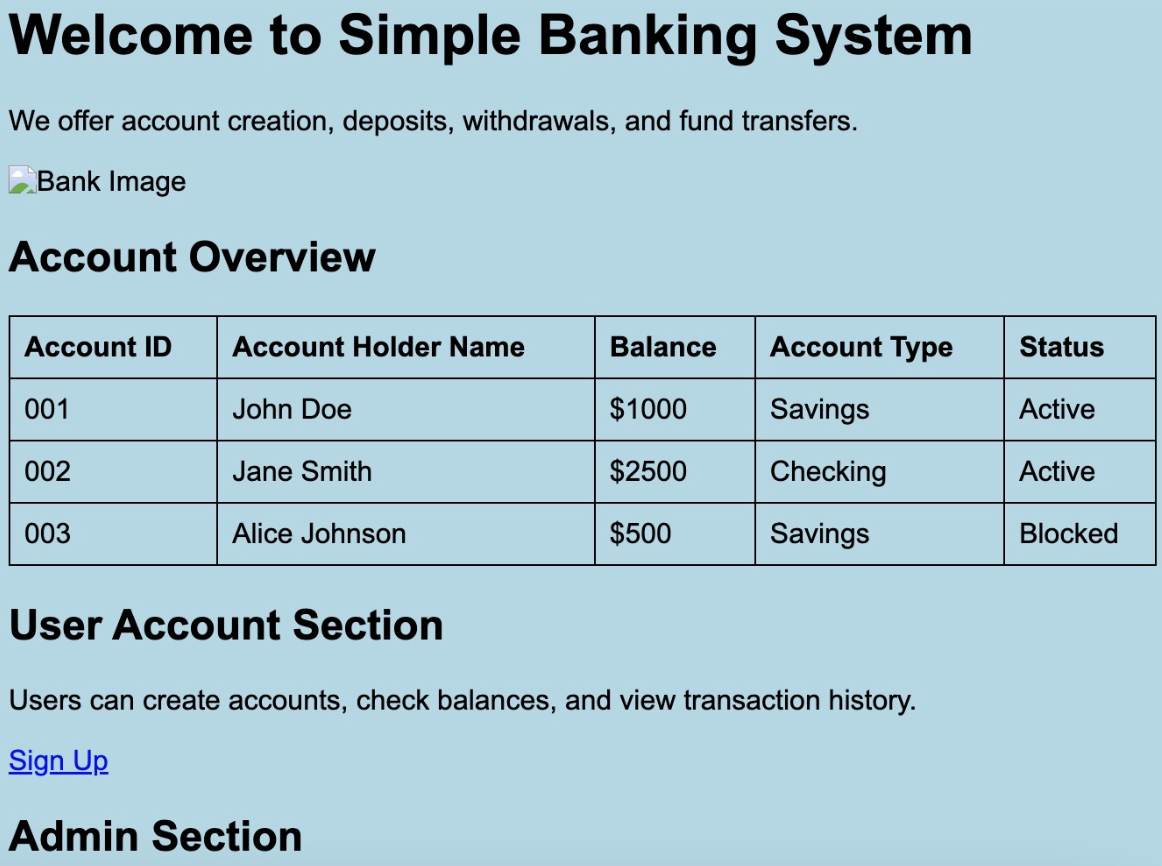 Welcome to Simple Banking System
We offer account creation, deposits, withdrawals, and fund transfers.
Bank Image
Account Overview
Account ID Account Holder Name Balance Account Type Status
001 John Doe $1000 Savings Active
002 Jane Smith $2500 Checking Active
003 Alice Johnson $500 Savings Blocked
User Account Section
Users can create accounts, check balances, and view transaction history.
Sign Up
Admin Section